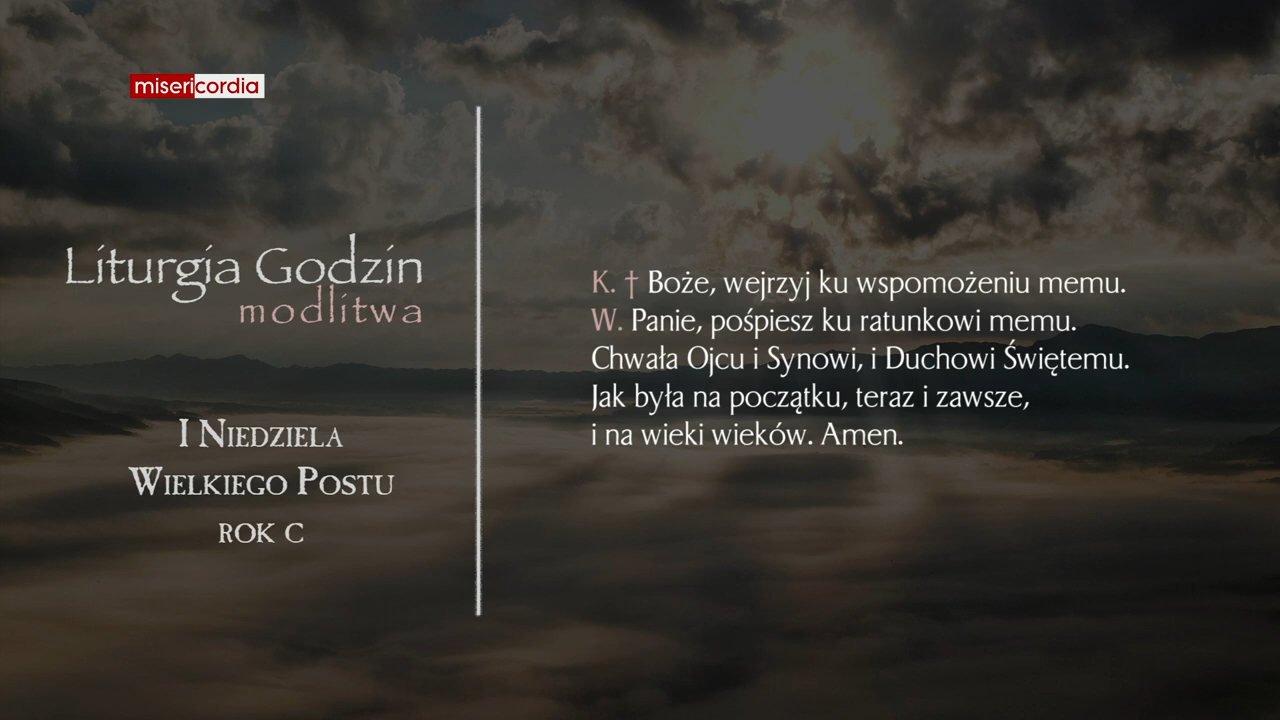 misericordia
Liturgia Godzin
modlitwa
I Niedziela
Wielkiego Postu
rok C
K. † Boże, wejrzyj ku wspomożeniu memu.
W. Panie, pośpiesz ku ratunkowi memu.
Chwała Ojcu i Synowi, i Duchowi Świętemu.
Jak była na początku, teraz i zawsze,
i na wieki wieków. Amen.